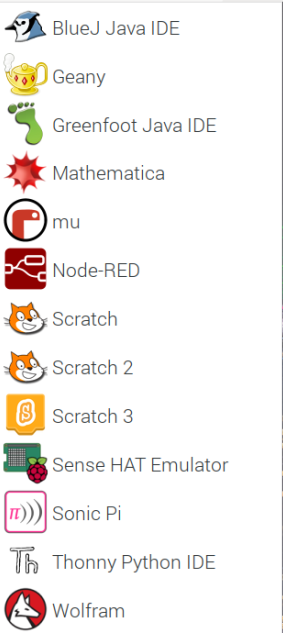 BlueJ Java IDE
Geany
Greenfoot Java IDE
Mathematica
mu
Node-RED
Scratch
Scratch 2
Scratch 3
Sense HAT Emulator
Sonic Pi
Thonny Python IDE
Wolfram